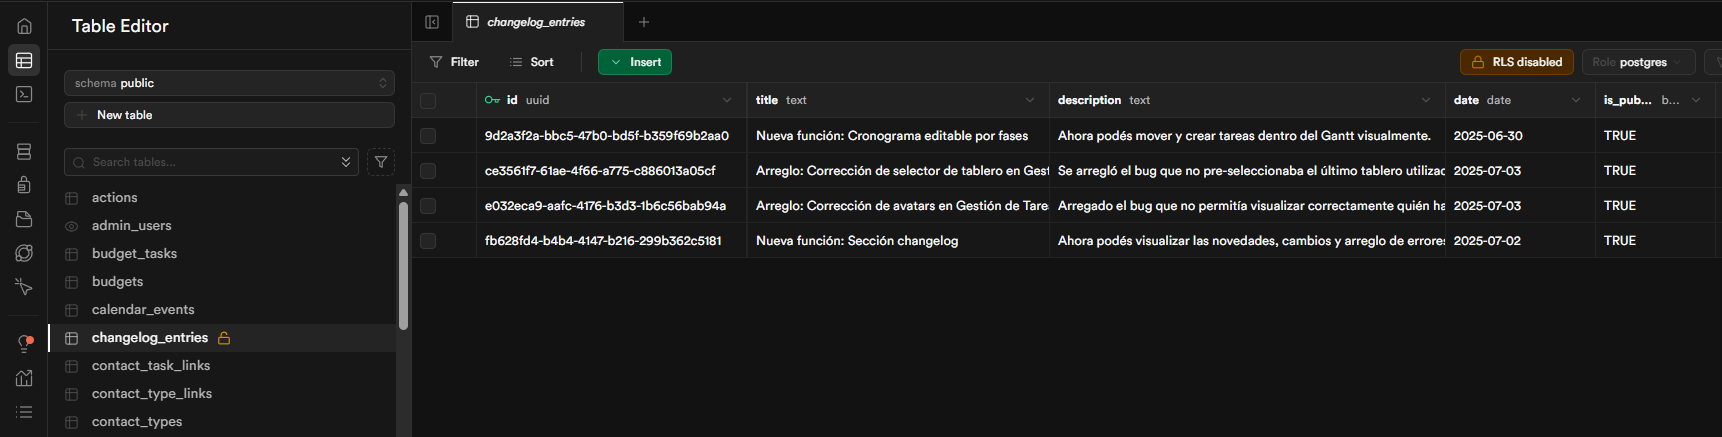 Table Editor
changelog_entries
schema public
Filter
Sort
Insert
RLS disabled
Role postgres
New table
id uuid
title text
description text
date date
is_pub... b...
Search tables...
9d2a3f2a-bbc5-47b0-bd5f-b359f69b2aa0
Nueva función: Cronograma editable por fases
Ahora podés mover y crear tareas dentro del Gantt visualmente.
2025-06-30
TRUE
ce3561f7-61ae-4f66-a775-c886013a05cf
Arreglo: Corrección de selector de tablero en Gest
Se arregló el bug que no pre-seleccionaba el último tablero utilizac
2025-07-03
TRUE
e032eca9-aafc-4176-b3d3-1b6c56bab94a
Arreglo: Corrección de avatars en Gestión de Tare
Arregado el bug que no permitía visualizar correctamente quién ha
2025-07-03
TRUE
fb628fd4-b4b4-4147-b216-299b362c5181
Nueva función: Sección changelog
Ahora podés visualizar las novedades, cambios y arreglo de errores
2025-07-02
TRUE
actions
admin_users
budget_tasks
budgets
calendar_events
changelog_entries
contact_task_links
contact_type_links
contact_types